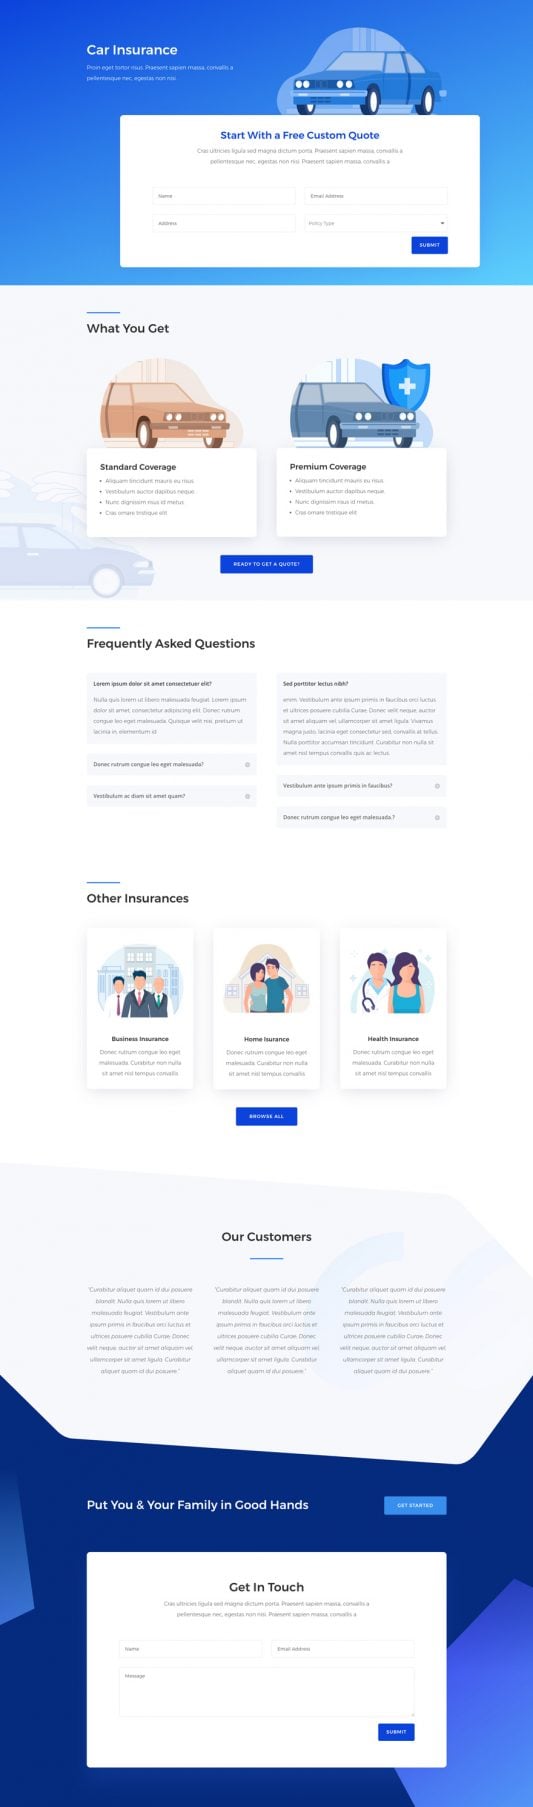 Car Insurance
Proin eget tortor risus. Praesent sapien massa, convallis a
pellentesque nec, egestas non nisi.
Start With a Free Custom Quote
Cras ultricies ligula sed magna dictum porta. Praesent sapien massa, convallis a
pellentesque nec, egestas non nisi. Praesent sapien massa, convallis a
Name
Email Address
Address
Policy Type
SUBMIT
What You Get
Standard Coverage
Aliquam tincidunt mauris eu risus.
Vestibulum auctor dapibus neque.
Nunc dignissim risus id metus.
Cras ornare tristique elit
Premium Coverage
Aliquam tincidunt mauris eu risus.
Vestibulum auctor dapibus neque.
Nunc dignissim risus id metus.
Cras ornare tristique elit
READY TO GET A QUOTE?
Frequently Asked Questions
Lorem ipsum dolor sit amet consectetuer elit?
Nulla quis lorem ut libero malesuada feugiat. Lorem ipsum
dolor sit amet, consectetur adipiscing elit. Donec rutrum
congue leo eget malesuada. Quisque velit nisi, pretium ut
lacinia in, elementum id
Donec rutrum congue leo eget malesuada?
Vestibulum ac diam sit amet quam?
Sed porttitor lectus nibh?
enim. Vestibulum ante ipsum primis in faucibus orci luctus
et ultrices posuere cubilia Curae; Donec velit neque, auctor
sit amet aliquam vel, ullamcorper sit amet ligula. Vivamus
magna justo, lacinia eget consectetur sed, convallis at tellus.
Nulla porttitor accumsan tincidunt. Curabitur non nulla sit
amet nisl tempus convallis quis ac lectus.
Vestibulum ante ipsum primis in faucibus?
Donec rutrum congue leo eget malesuada.?
Other Insurances
Business Insurance
Donec rutrum congue leo eget
malesuada. Curabitur non nulla
sit amet nisl tempus convallis
Home Isurance
Donec rutrum congue leo eget
malesuada. Curabitur non nulla
sit amet nisl tempus convallis
Health Insurance
Donec rutrum congue leo eget
malesuada. Curabitur non nulla
sit amet nisl tempus convallis
BROWSE ALL
Our Customers
"Curabitur aliquet quam id dui posuere
blandit. Nulla quis lorem ut libero
malesuada feugiat. Vestibulum ante
ipsum primis in faucibus orci luctus et
ultrices posuere cubilia Curae; Donec
velit neque, auctor sit amet aliquam vel,
ullamcorper sit amet ligula. Curabitur
aliquet quam id dui posuere."
"Curabitur aliquet quam id dui posuere
blandit. Nulla quis lorem ut libero
malesuada feugiat. Vestibulum ante
ipsum primis in faucibus orci luctus et
ultrices posuere cubilia Curae; Donec
velit neque, auctor sit amet aliquam vel,
ullamcorper sit amet ligula. Curabitur
aliquet quam id dui posuere."
"Curabitur aliquet quam id dui posuere
blandit. Nulla quis lorem ut libero
malesuada feugiat. Vestibulum ante
ipsum primis in faucibus orci luctus et
ultrices posuere cubilia Curae; Donec
velit neque, auctor sit amet aliquam vel,
ullamcorper sit amet ligula. Curabitur
aliquet quam id dui posuere."
Put You & Your Family in Good Hands
GET STARTED
Get In Touch
Cras ultricies ligula sed magna dictum porta. Praesent sapien massa, convallis a
pellentesque nec, egestas non nisi. Praesent sapien massa, convallis a
Name
Email Address
Message
SUBMIT